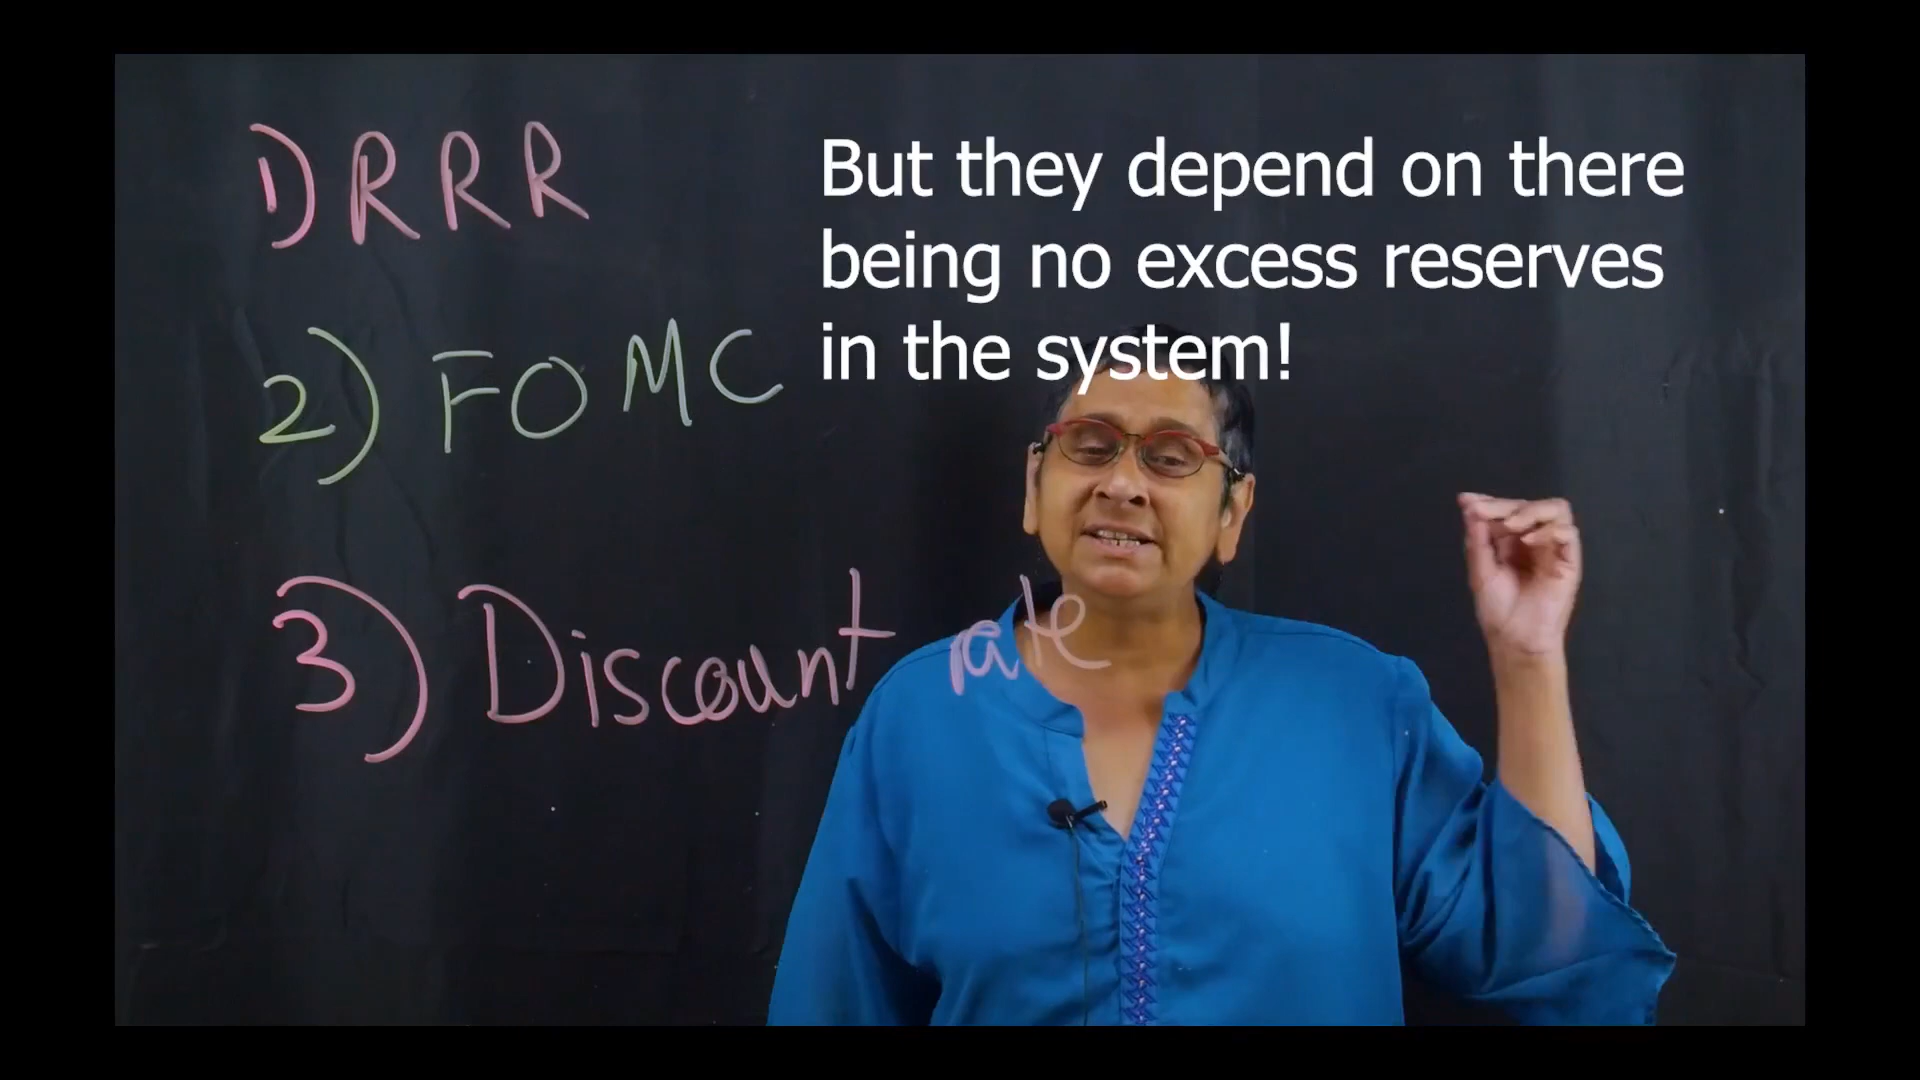 1) RRR
But they depend on there
being no excess reserves
in the system!
2) FOMC
3) Discount rate